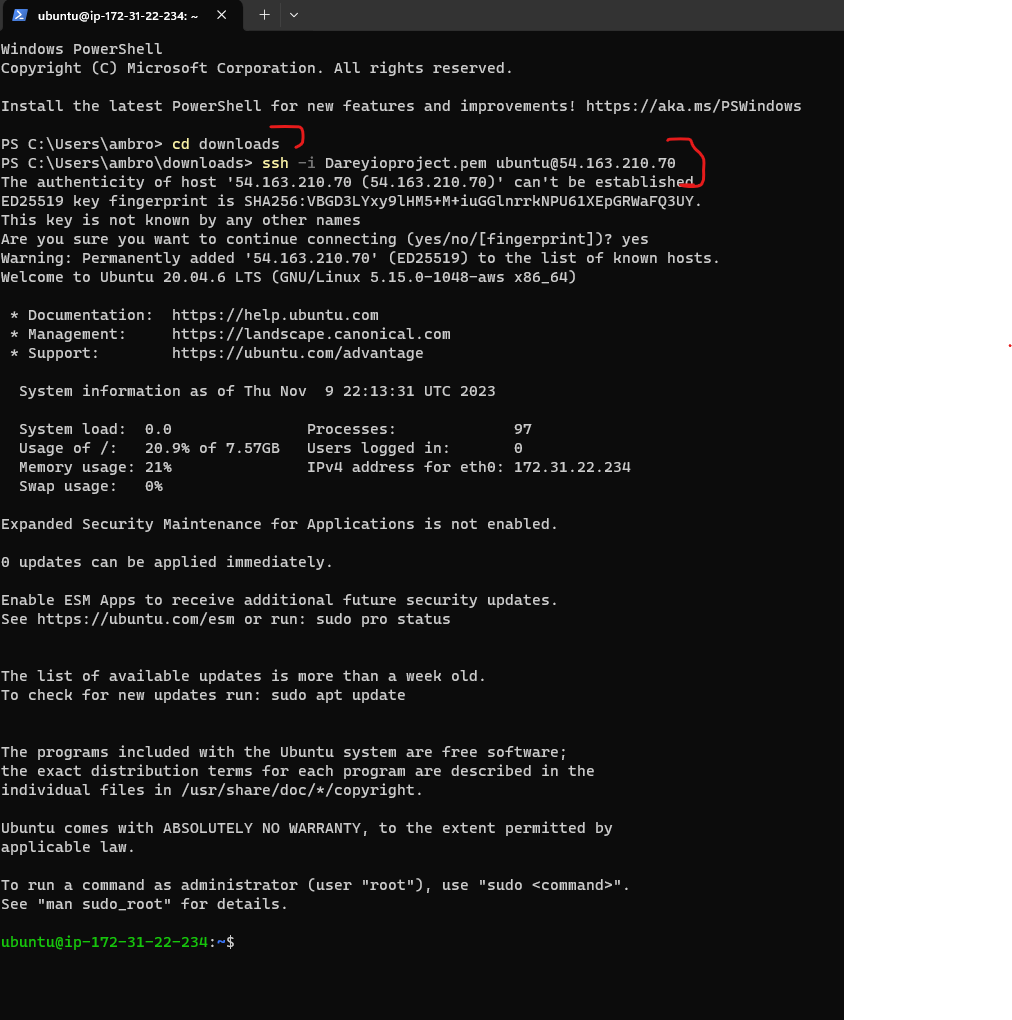 ubuntu@ip-172-31-22-234: ~
Windows PowerShell
Copyright (C) Microsoft Corporation. All rights reserved.
Install the latest PowerShell for new features and improvements! https://aka.ms/PSWindows
PS C:\Users\ambro> cd downloads
PS C:\Users\ambro\downloads> ssh -i Dareyioproject.pem ubuntu@54.163.210.70
The authenticity of host '54.163.210.70 (54.163.210.70)' can't be established.
ED25519 key fingerprint is SHA256:VBGD3LYxy9lHM5+M+iuGGlnrrkNPU61XEpGRWaFQ3UY.
This key is not known by any other names
Are you sure you want to continue connecting (yes/no/[fingerprint])? yes
Warning: Permanently added '54.163.210.70' (ED25519) to the list of known hosts.
Welcome to Ubuntu 20.04.6 LTS (GNU/Linux 5.15.0-1048-aws x86_64)
* Documentation: https://help.ubuntu.com
* Management: https://landscape.canonical.com
* Support: https://ubuntu.com/advantage
System information as of Thu Nov 9 22:13:31 UTC 2023
System load: 0.0 Processes: 97
Usage of /: 20.9% of 7.57GB Users logged in: 0
Memory usage: 21% IPv4 address for eth0: 172.31.22.234
Swap usage: 0%
Expanded Security Maintenance for Applications is not enabled.
0 updates can be applied immediately.
Enable ESM Apps to receive additional future security updates.
See https://ubuntu.com/esm or run: sudo pro status
The list of available updates is more than a week old.
To check for new updates run: sudo apt update
The programs included with the Ubuntu system are free software;
the exact distribution terms for each program are described in the
individual files in /usr/share/doc/*/copyright.
Ubuntu comes with ABSOLUTELY NO WARRANTY, to the extent permitted by
applicable law.
To run a command as administrator (user "root"), use "sudo <command>".
See "man sudo_root" for details.
ubuntu@ip-172-31-22-234:~$